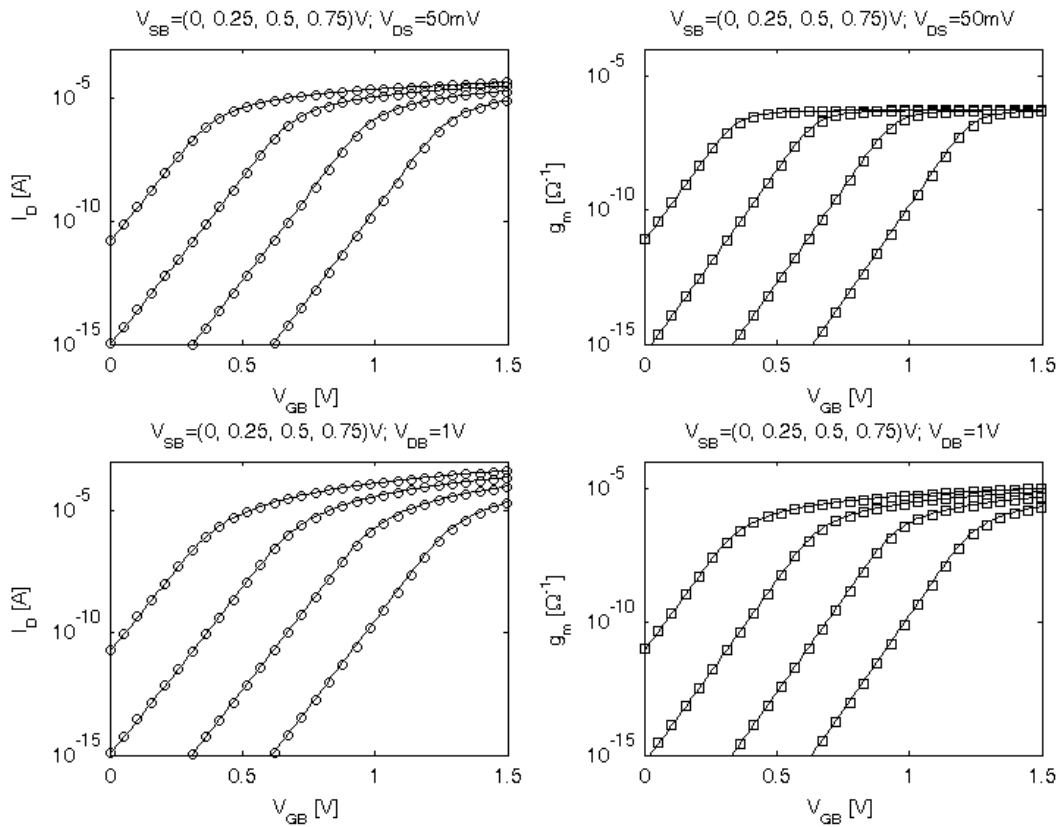 V_SB=(0, 0.25, 0.5, 0.75)V; V_DS=50mV
I_D [A]
10^-5
10^-10
10^-15
0 0.5 1 1.5
V_GB [V]
V_SB=(0, 0.25, 0.5, 0.75)V; V_DS=50mV
g_m [Ω^-1]
10^-5
10^-10
10^-15
0 0.5 1 1.5
V_GB [V]
V_SB=(0, 0.25, 0.5, 0.75)V; V_DB=1V
I_D [A]
10^-5
10^-10
10^-15
0 0.5 1 1.5
V_GB [V]
V_SB=(0, 0.25, 0.5, 0.75)V; V_DB=1V
g_m [Ω^-1]
10^-5
10^-10
10^-15
0 0.5 1 1.5
V_GB [V]